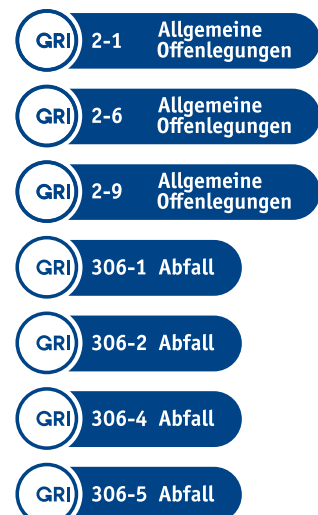 GRI 2-1 Allgemeine
Offenlegungen
GRI 2-6 Allgemeine
Offenlegungen
GRI 2-9 Allgemeine
Offenlegungen
GRI 306-1 Abfall
GRI 306-2 Abfall
GRI 306-4 Abfall
GRI 306-5 Abfall